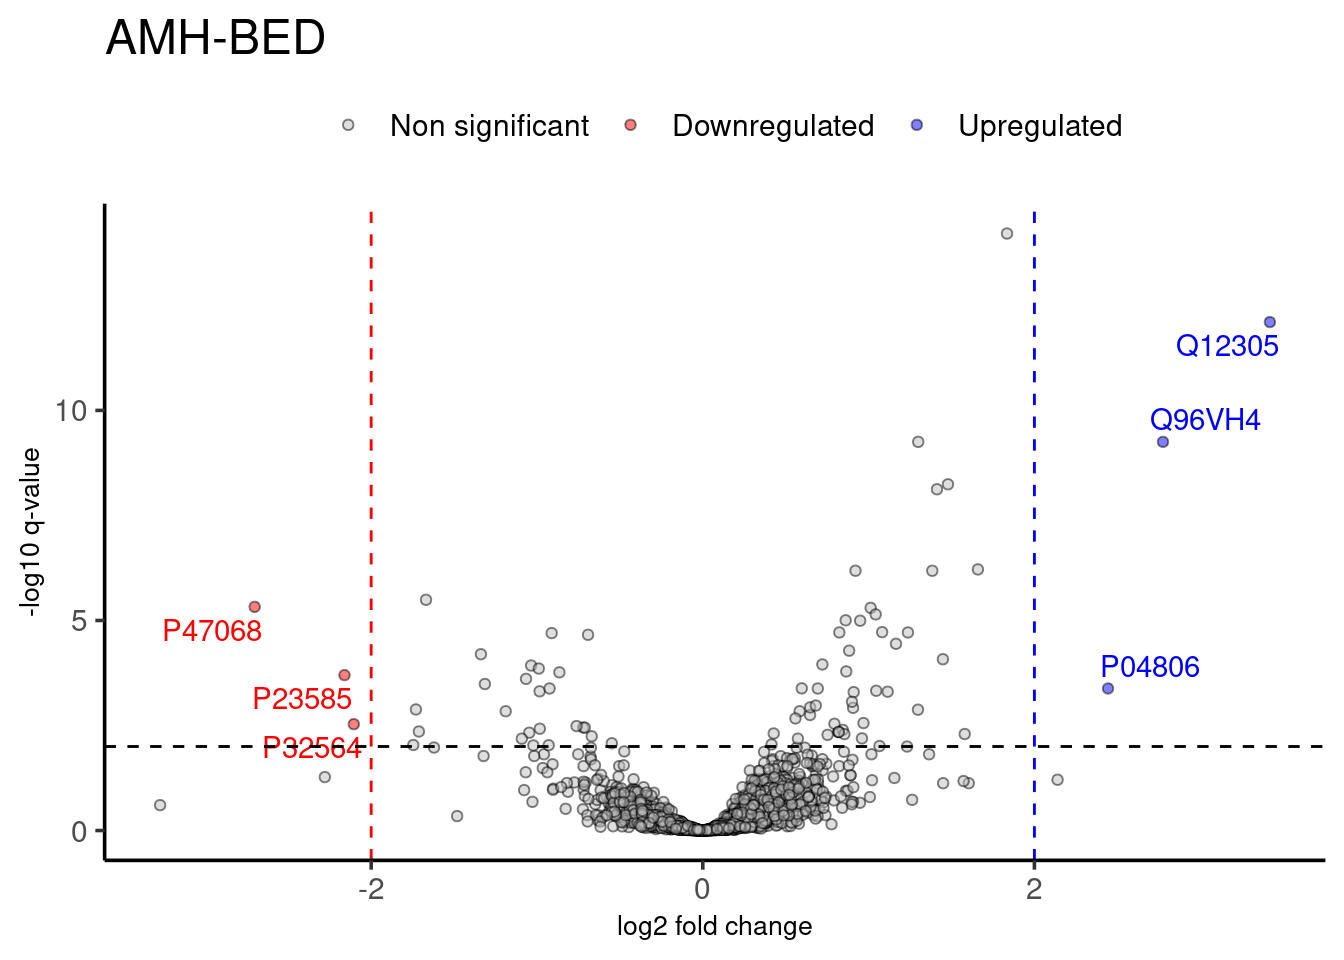 AMH-BED
Non significant Downregulated Upregulated
Q12305
Q96VH4
P04806
P47068
P23585
P32564
10
5
0
-log10 q-value
-2 0 2
log2 fold change